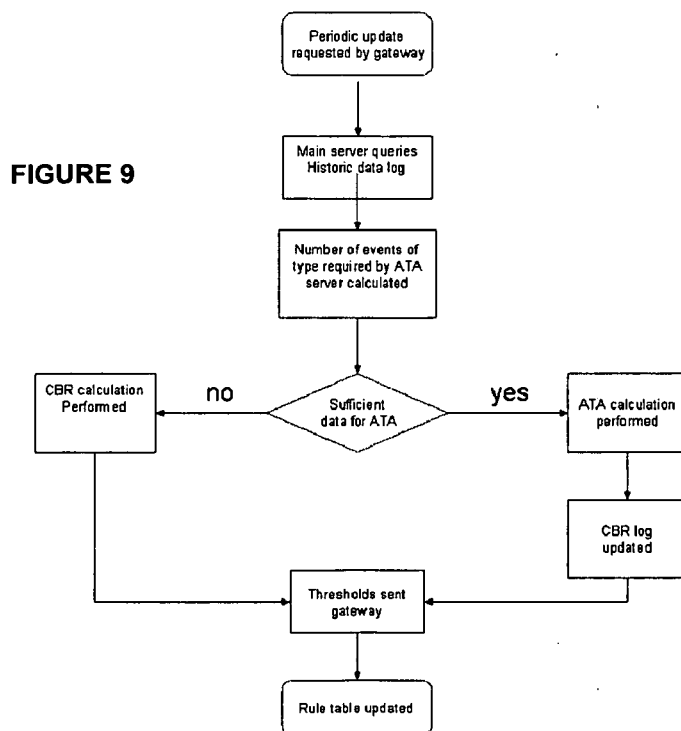 Periodic update
requested by gateway
FIGURE 9
Main server queries
Historic data log
Number of events of
type required by ATA
server calculated
CBR calculation
Performed
no
Sufficient
data for ATA
yes
ATA calculation
performed
CBR log
updated
Thresholds sent
gateway
Rule table updated